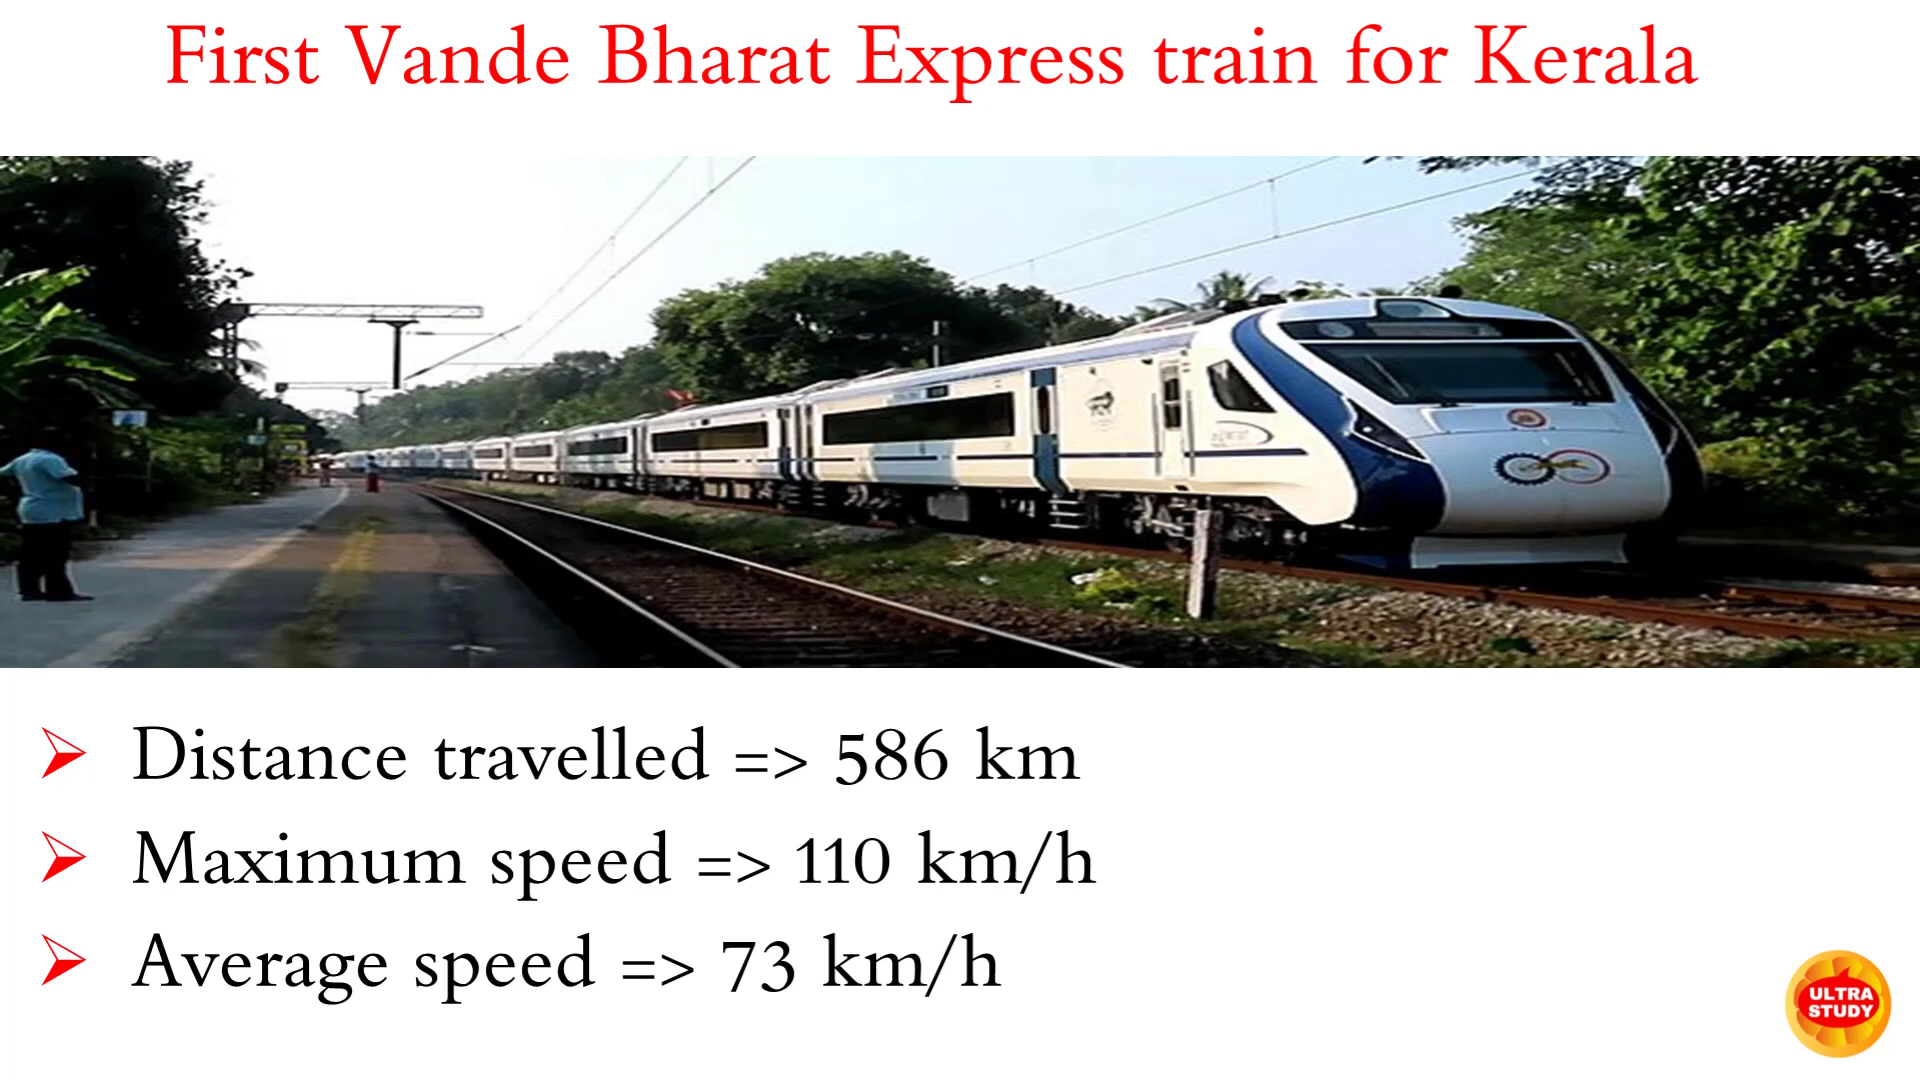 First Vande Bharat Express train for Kerala
Distance travelled => 586 km
Maximum speed => 110 km/h
Average speed => 73 km/h
ULTRA
STUDY